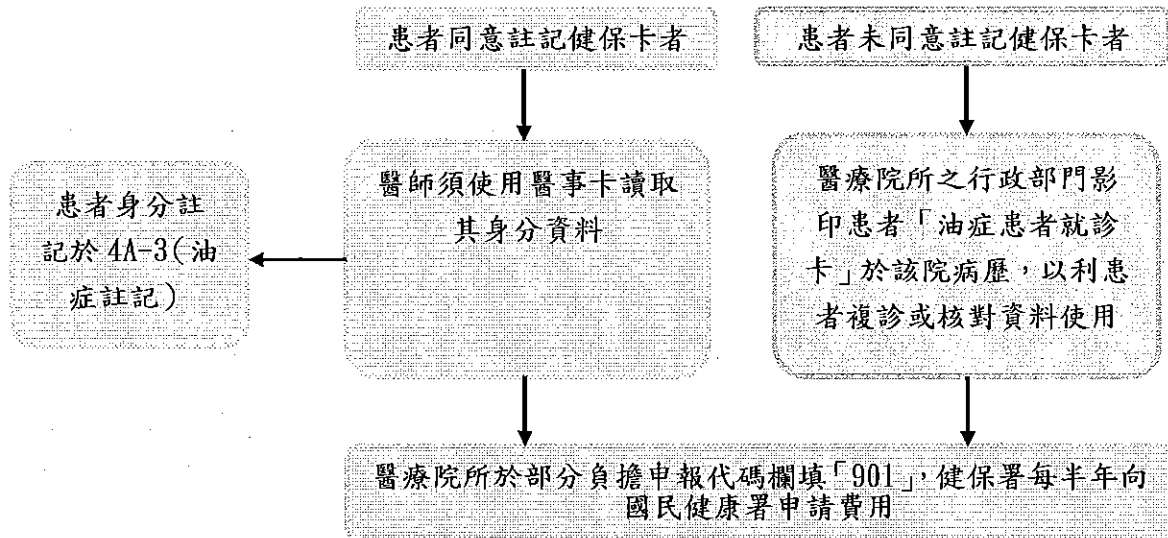 患者同意註記健保卡者
患者未同意註記健保卡者
患者身分註
記於 4A-3(油
症註記)
醫師須使用醫事卡讀取
其身分資料
醫療院所之行政部門影
印患者「油症患者就診
卡」於該院病歷，以利患
者複診或核對資料使用
醫療院所於部分負擔申報代碼欄填「901」，健保署每半年向
國民健康署申請費用